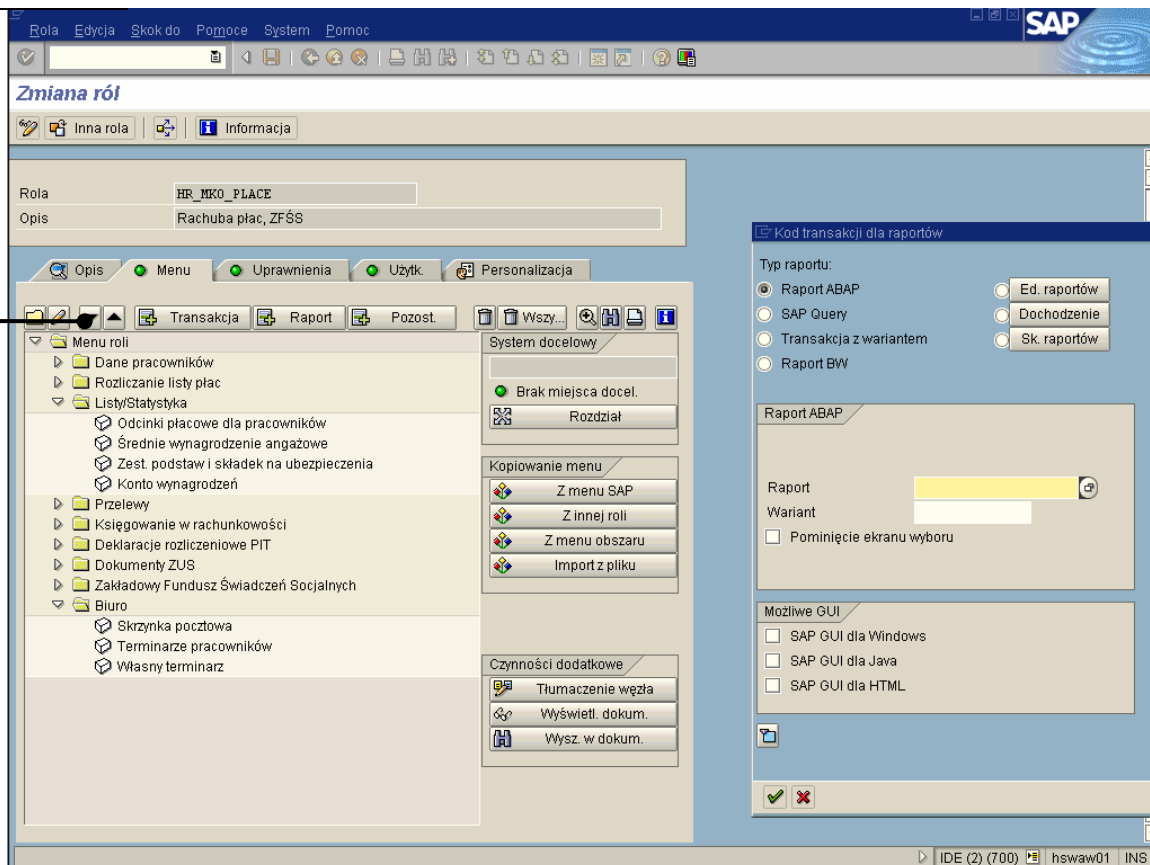 Rola Edycja Skok do Pomoce System Pomoc
SAP
Zmiana ról
Inna rola Informacja
Rola HR_MKO_PLACE
Opis Rachuba płac, ZFŚS
Opis Menu Uprawnienia Użytk. Personalizacja
Transakcja Raport Pozost. Wszy...
Menu roli
Dane pracowników
Rozliczanie listy płac
Listy/Statystyka
Odcinki płacowe dla pracowników
Średnie wynagrodzenie angażowe
Zest. podstaw i składek na ubezpieczenia
Konto wynagrodzeń
Przelewy
Księgowanie w rachunkowości
Deklaracje rozliczeniowe PIT
Dokumenty ZUS
Zakładowy Fundusz Świadczeń Socjalnych
Biuro
Skrzynka pocztowa
Terminarze pracowników
Własny terminarz
System docelowy
Brak miejsca docel.
Rozdział
Kopiowanie menu
Z menu SAP
Z innej roli
Z menu obszaru
Import z pliku
Czynności dodatkowe
Tłumaczenie węzła
Wyświetl. dokum.
Wysz. w dokum.
Kod transakcji dla raportów
Typ raportu:
Raport ABAP Ed. raportów
SAP Query Dochodzenie
Transakcja z wariantem Sk. raportów
Raport BW
Raport ABAP
Raport
Wariant
Pominięcie ekranu wyboru
Możliwe GUI
SAP GUI dla Windows
SAP GUI dla Java
SAP GUI dla HTML
IDE (2) (700) hswaw01 INS